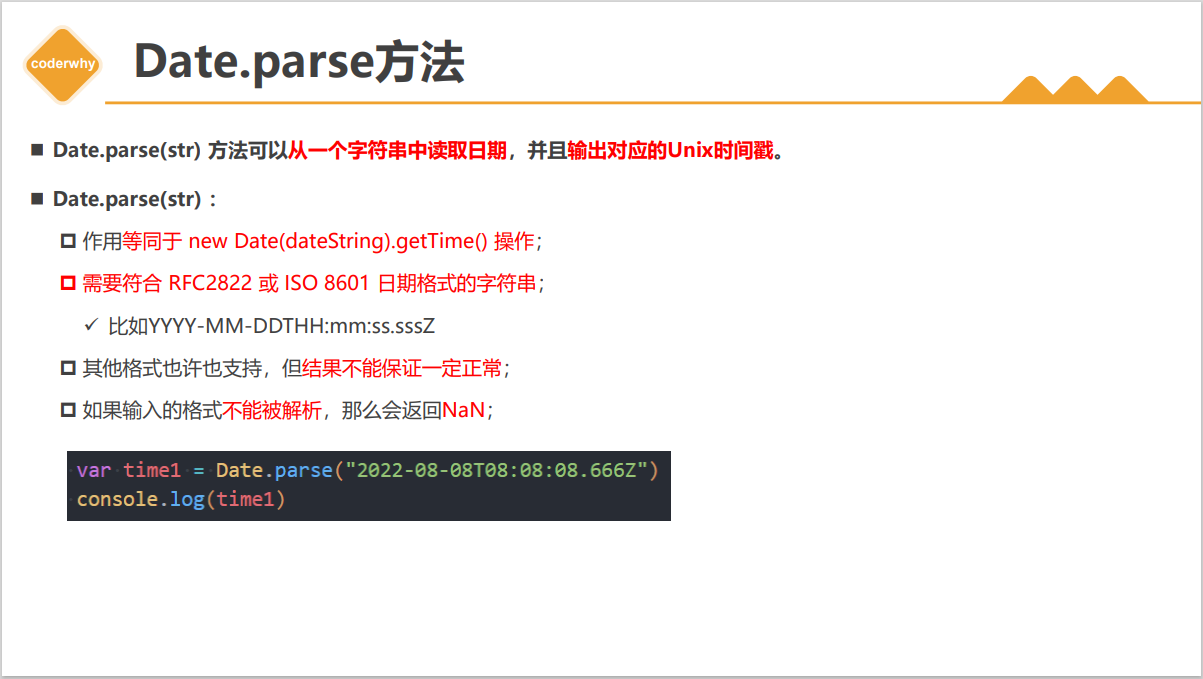 coderwhy
Date.parse方法
Date.parse(str) 方法可以从一个字符串中读取日期，并且输出对应的Unix时间戳。
Date.parse(str) ：
作用等同于 new Date(dateString).getTime() 操作；
需要符合 RFC2822 或 ISO 8601 日期格式的字符串；
比如YYYY-MM-DDTHH:mm:ss.sssZ
其他格式也许也支持，但结果不能保证一定正常；
如果输入的格式不能被解析，那么会返回NaN；
var time1 = Date.parse("2022-08-08T08:08:08.666Z")
console.log(time1)